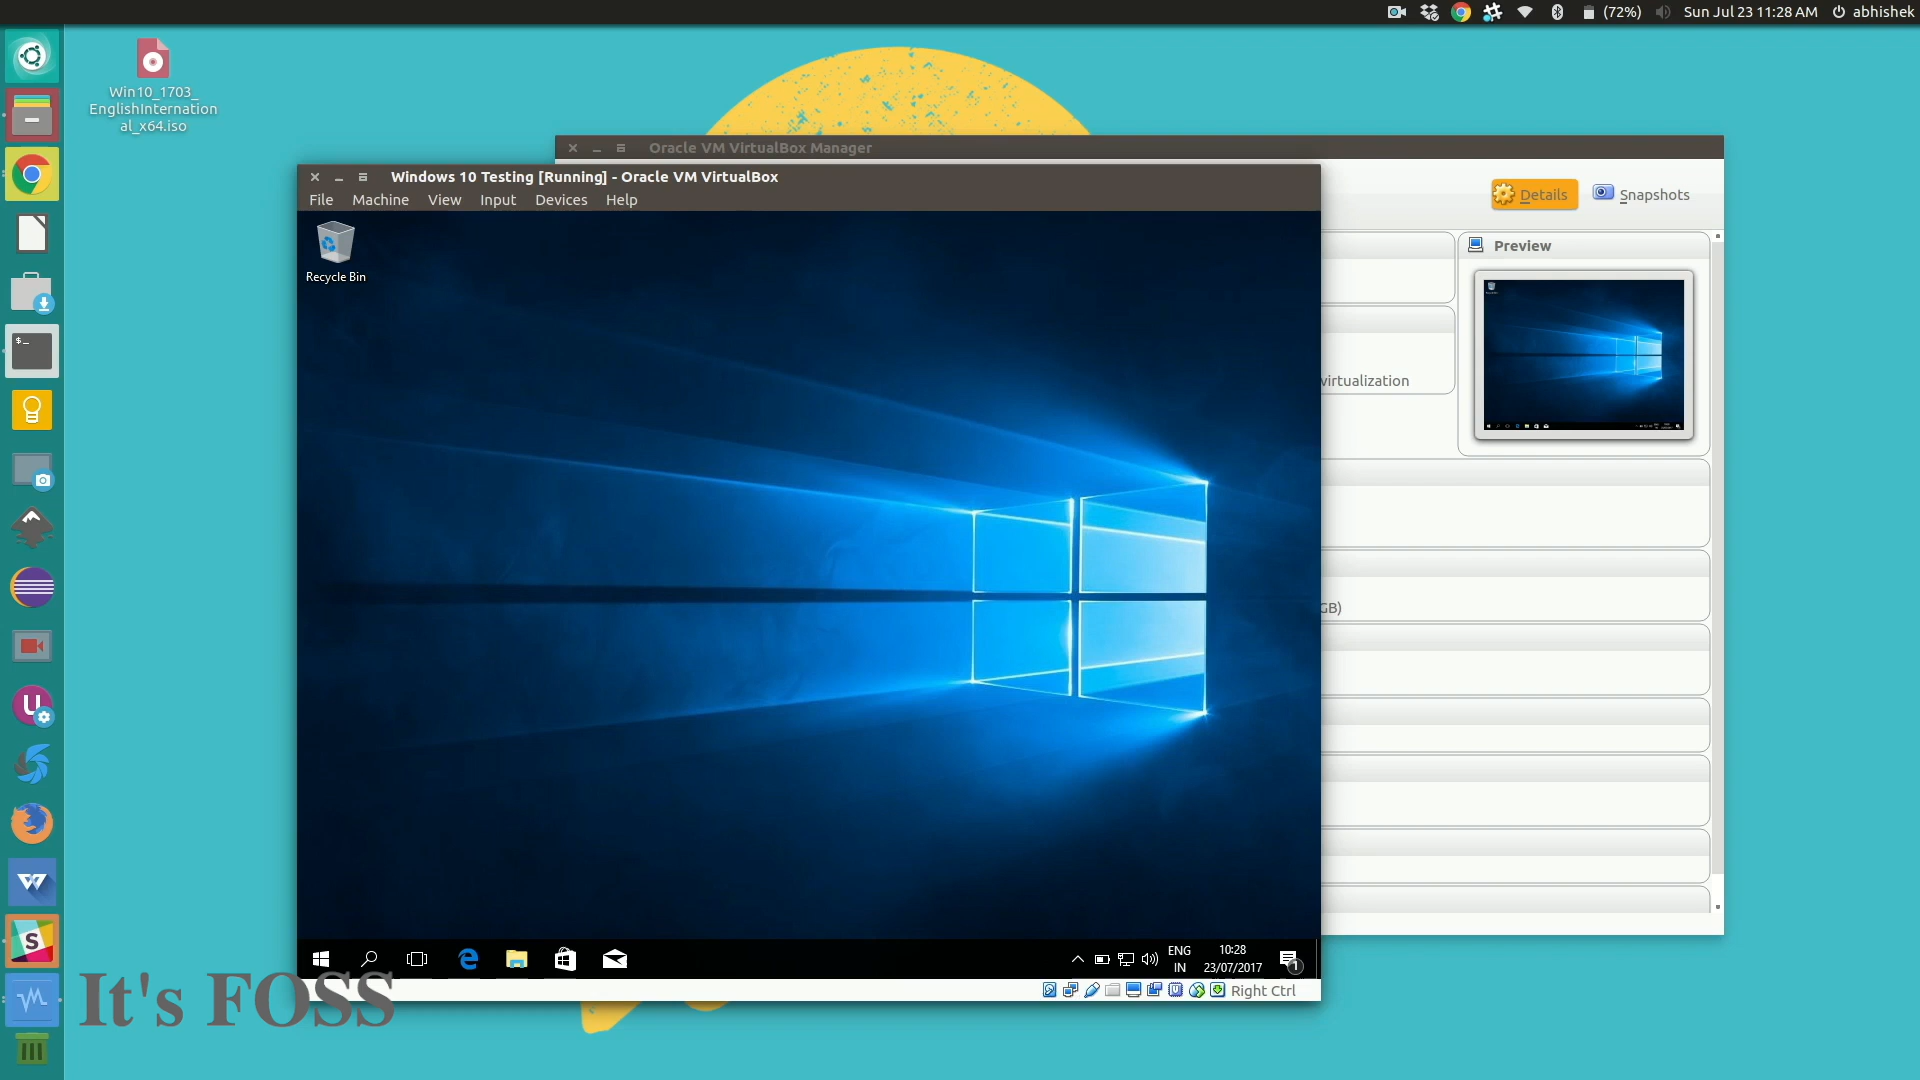 (72%)
Sun Jul 23 11:28 AM
abhishek
Win10_1703_
EnglishInternation
al_x64.iso
Oracle VM VirtualBox Manager
Windows 10 Testing [Running] - Oracle VM VirtualBox
File Machine View Input Devices Help
Details
Snapshots
Recycle Bin
Preview
virtualization
GB)
$_
U
S
ENG
IN
10:28
23/07/2017
1
Right Ctrl
It's FOSS